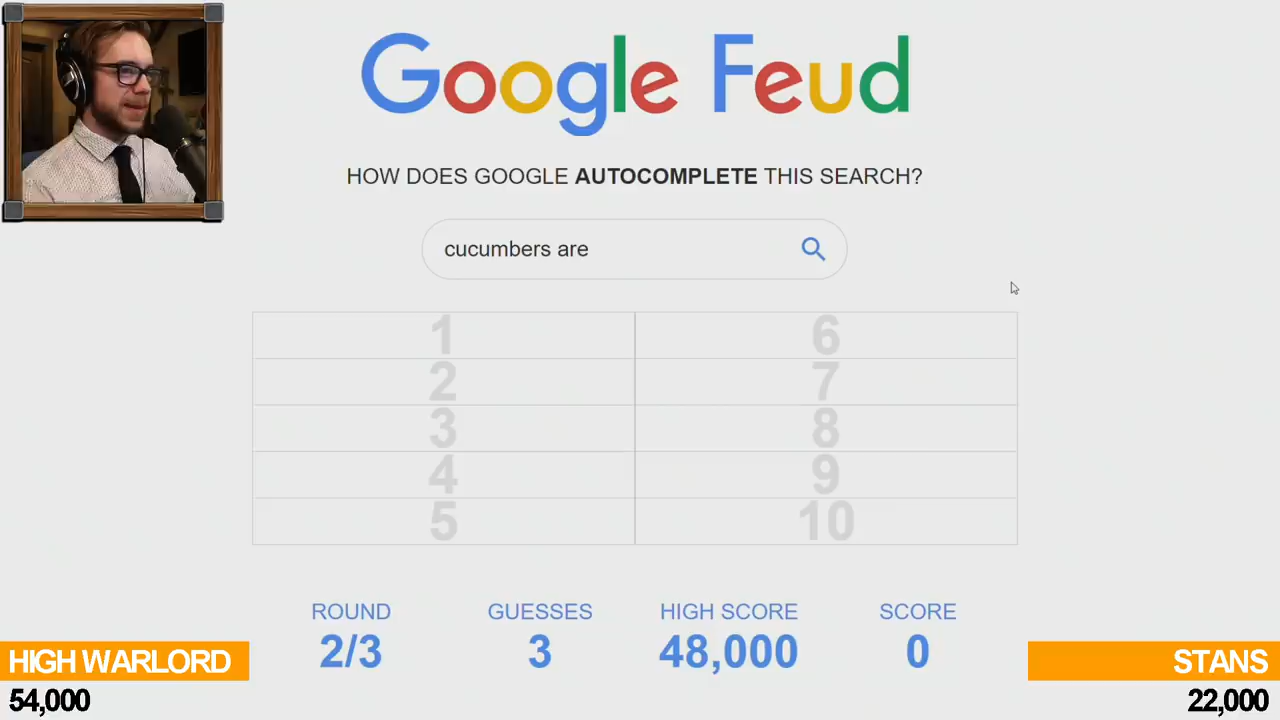 Google Feud
HOW DOES GOOGLE AUTOCOMPLETE THIS SEARCH?
cucumbers are
1 6
2 7
3 8
4 9
5 10
ROUND GUESSES HIGH SCORE SCORE
2/3 3 48,000 0
HIGH WARLORD STANS
54,000 22,000